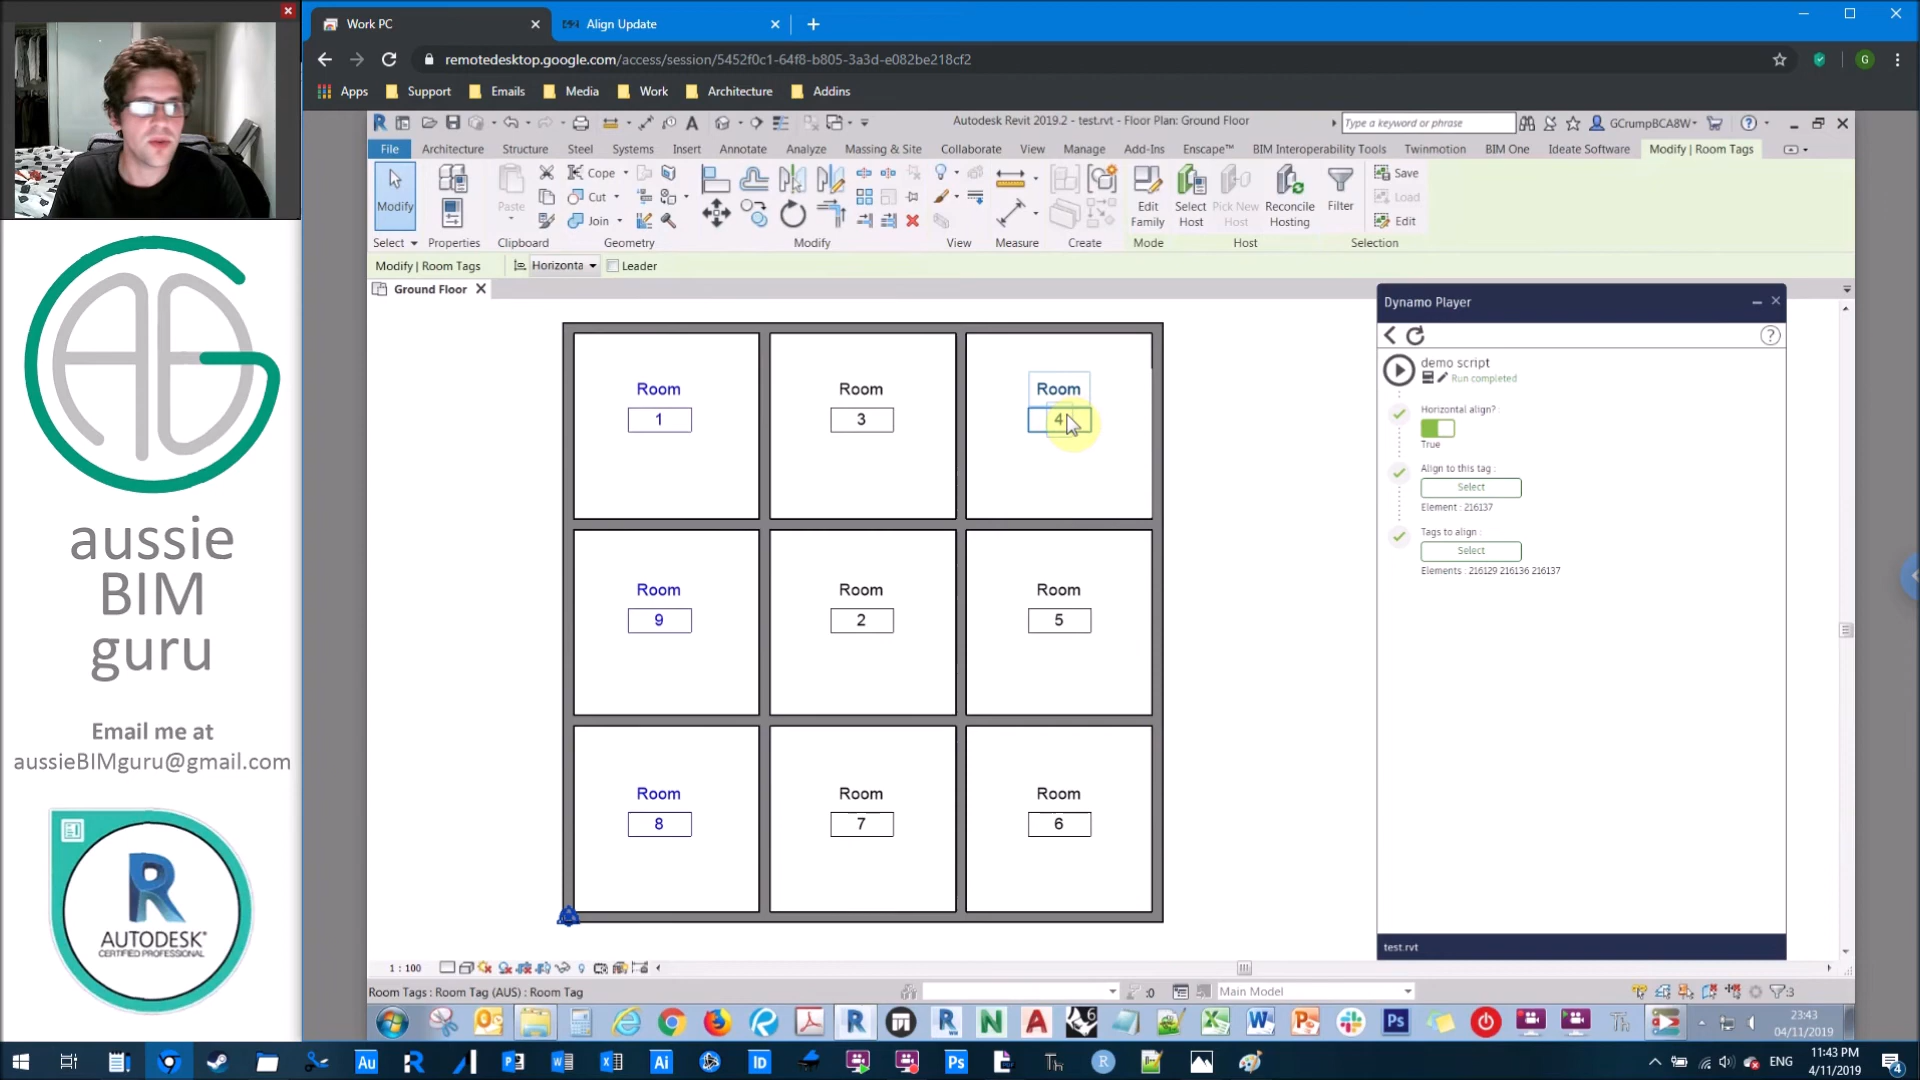 Work PC
Align Update
remotedesktop.google.com/access/session/5452f0c1-64f8-b805-3a3d-e082be218cf2
G
Apps Support Emails Media Work Architecture Addins
Autodesk Revit 2019.2 - test.rvt - Floor Plan: Ground Floor
Type a keyword or phrase
GCrumpBCA8W
File Architecture Structure Steel Systems Insert Annotate Analyze Massing & Site Collaborate View Manage Add-Ins Enscape™ BIM Interoperability Tools Twinmotion BIM One Ideate Software Modify | Room Tags
Modify
Paste
Cope
Cut
Join
Edit Family
Select Host
Pick New Host
Reconcile Hosting
Filter
Save
Load
Edit
Select Properties Clipboard Geometry Modify View Measure Create Mode Host Selection
Modify | Room Tags Horizonta Leader
Ground Floor
Room Room Room
1 3 4
Room Room Room
9 2 5
Room Room Room
8 7 6
Dynamo Player
demo script
Run completed
Horizontal align?
True
Align to this tag :
Select
Element : 216137
Tags to align :
Select
Elements : 216129 216136 216137
test.rvt
aussie
BIM
guru
Email me at
aussieBIMguru@gmail.com
R
AUTODESK
CERTIFIED PROFESSIONAL
1 : 100
Room Tags : Room Tag (AUS) : Room Tag
:0
Main Model
:3
23:43
04/11/2019
ENG
11:43 PM
4/11/2019
4